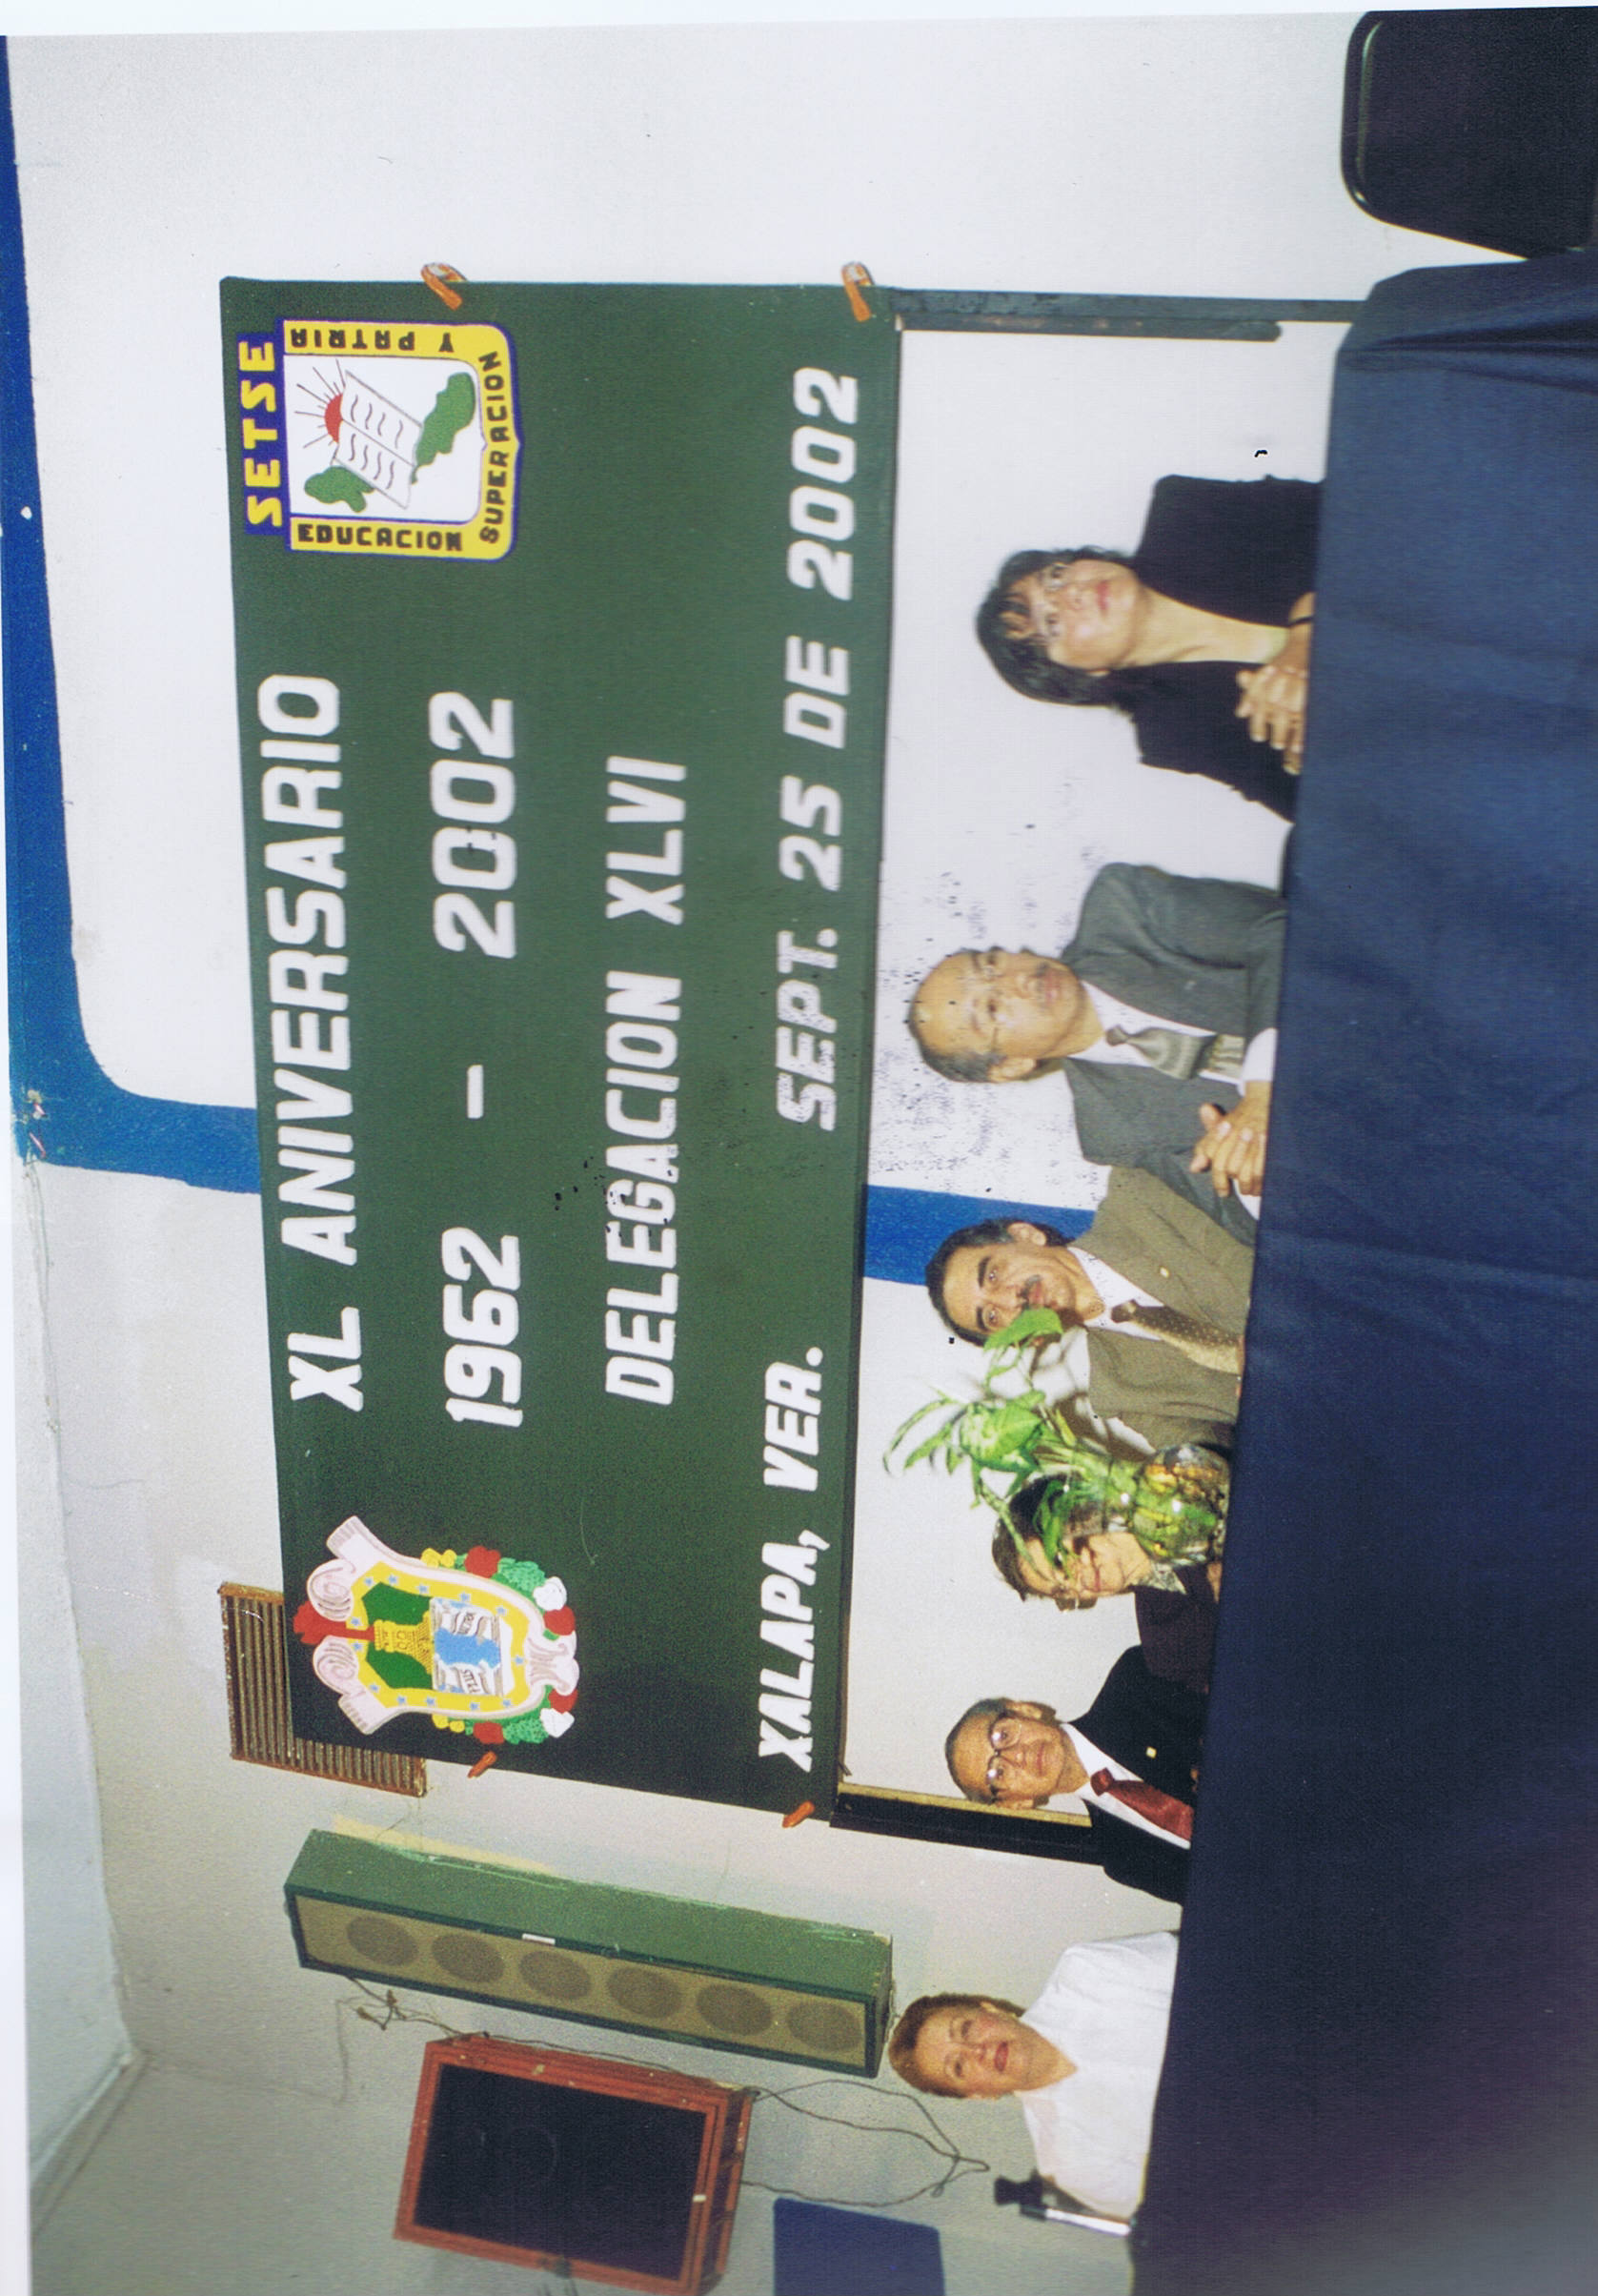 XL ANIVERSARIO
1962 - 2002
DELEGACION XLVI
XALAPA, VER. SEPT. 25 DE 2002
SETSE
EDUCACION
SUPERACION
Y PATRIA